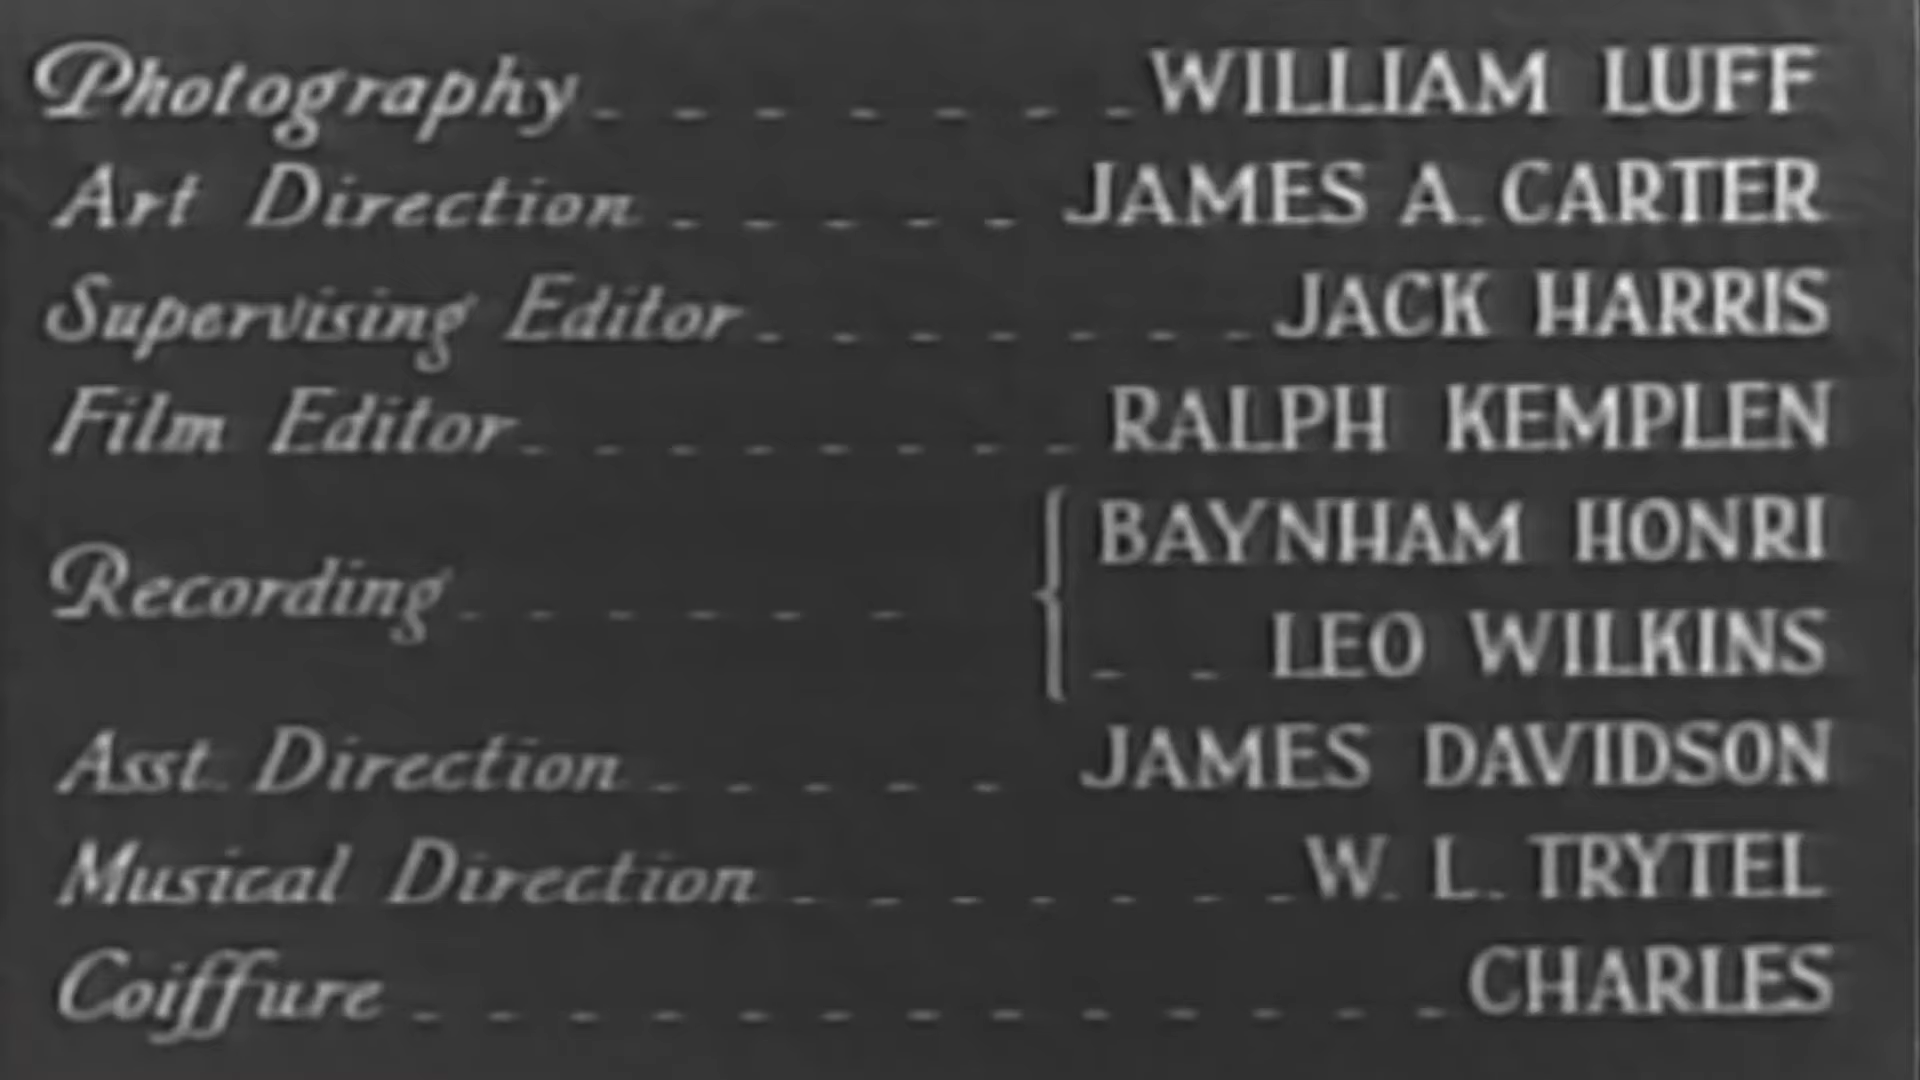 Photography _ _ _ _ _ _ _ WILLIAM LUFF
Art Direction _ _ _ _ _ JAMES A. CARTER
Supervising Editor _ _ _ _ _ _ _ JACK HARRIS
Film Editor _ _ _ _ _ _ _ _ RALPH KEMPLEN
Recording _ _ _ _ _ _ { BAYNHAM HONRI
_ _ LEO WILKINS
Asst. Direction _ _ _ _ _ JAMES DAVIDSON
Musical Direction _ _ _ _ _ _ _ W. L. TRYTEL
Coiffure _ _ _ _ _ _ _ _ _ _ _ _ _ CHARLES